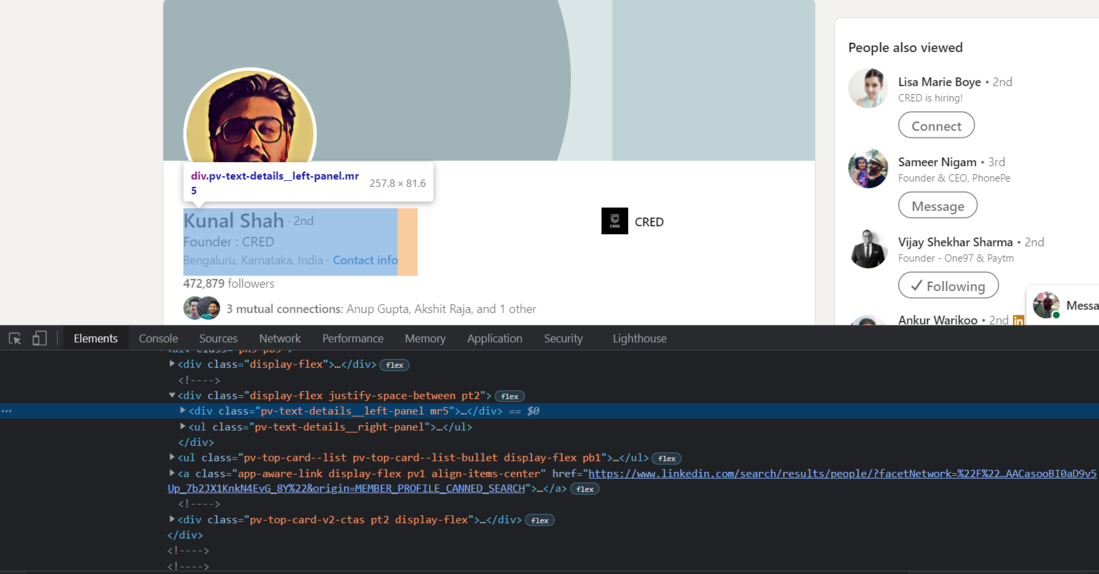 People also viewed
Lisa Marie Boye • 2nd
CRED is hiring!
Connect
Sameer Nigam • 3rd
Founder & CEO, PhonePe
Message
Vijay Shekhar Sharma • 2nd
Founder - One97 & Paytm
✓ Following
Ankur Warikoo • 2nd in
Messa
div.pv-text-details__left-panel.mr
5
257.8 × 81.6
Kunal Shah · 2nd
Founder : CRED
Bengaluru, Karnataka, India · Contact info
472,879 followers
3 mutual connections: Anup Gupta, Akshit Raja, and 1 other
CRED
CRED
Elements Console Sources Network Performance Memory Application Security Lighthouse
<div class="display-flex">…</div> flex
<!---->
<div class="display-flex justify-space-between pt2"> flex
… <div class="pv-text-details__left-panel mr5">…</div> == $0
<ul class="pv-text-details__right-panel">…</ul>
</div>
<ul class="pv-top-card--list pv-top-card--list-bullet display-flex pb1">…</ul> flex
<a class="app-aware-link display-flex pv1 align-items-center" href="https://www.linkedin.com/search/results/people/?facetNetwork=%22F%22…AACasooBI0aD9v5
Up_7b2JX1KnkN4EvG_8Y%22&origin=MEMBER_PROFILE_CANNED_SEARCH">…</a> flex
<!---->
<div class="pv-top-card-v2-ctas pt2 display-flex">…</div> flex
</div>
<!---->
<!---->